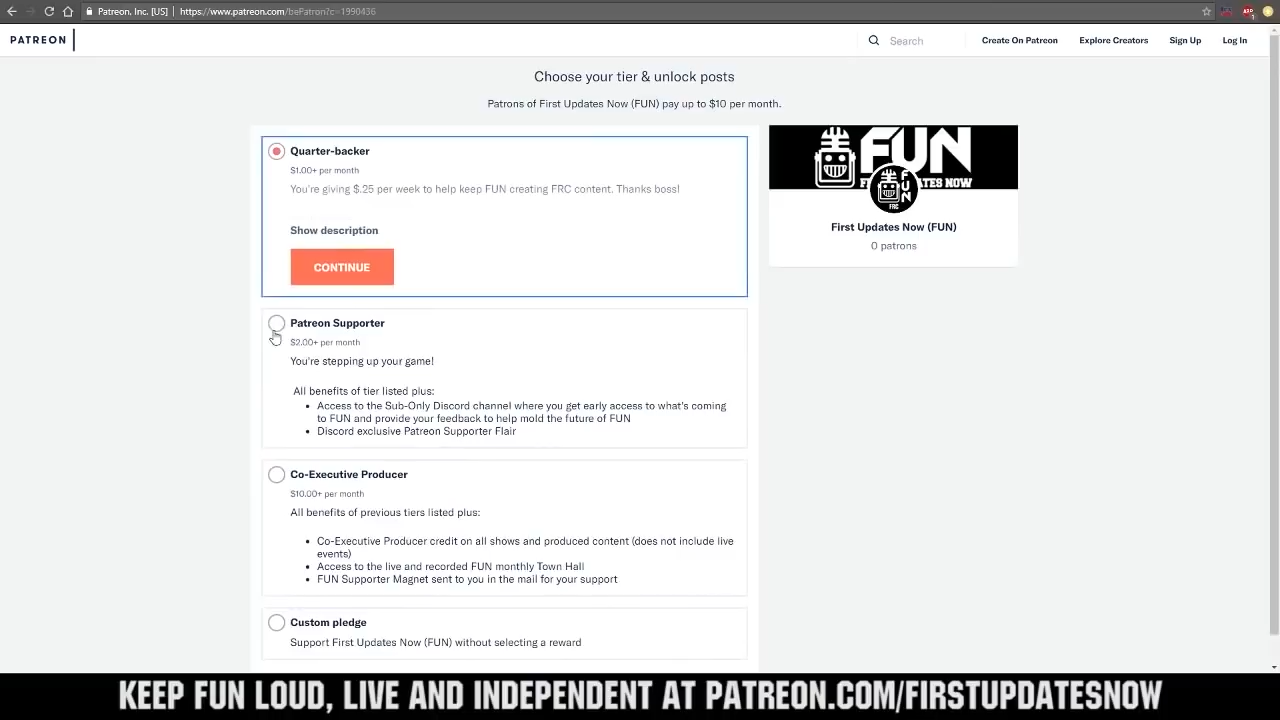 Patreon, Inc. [US] | https://www.patreon.com/bePatron?c=1990436
PATREON
Search
Create On Patreon
Explore Creators
Sign Up
Log In
Choose your tier & unlock posts
Patrons of First Updates Now (FUN) pay up to $10 per month.
Quarter-backer
$1.00+ per month
You're giving $.25 per week to help keep FUN creating FRC content. Thanks boss!
Show description
CONTINUE
FUN
FUN
FRC
First Updates Now (FUN)
0 patrons
Patreon Supporter
$2.00+ per month
You're stepping up your game!
All benefits of tier listed plus:
• Access to the Sub-Only Discord channel where you get early access to what's coming
to FUN and provide your feedback to help mold the future of FUN
• Discord exclusive Patreon Supporter Flair
Co-Executive Producer
$10.00+ per month
All benefits of previous tiers listed plus:
• Co-Executive Producer credit on all shows and produced content (does not include live
events)
• Access to the live and recorded FUN monthly Town Hall
• FUN Supporter Magnet sent to you in the mail for your support
Custom pledge
Support First Updates Now (FUN) without selecting a reward
KEEP FUN LOUD, LIVE AND INDEPENDENT AT PATREON.COM/FIRSTUPDATESNOW